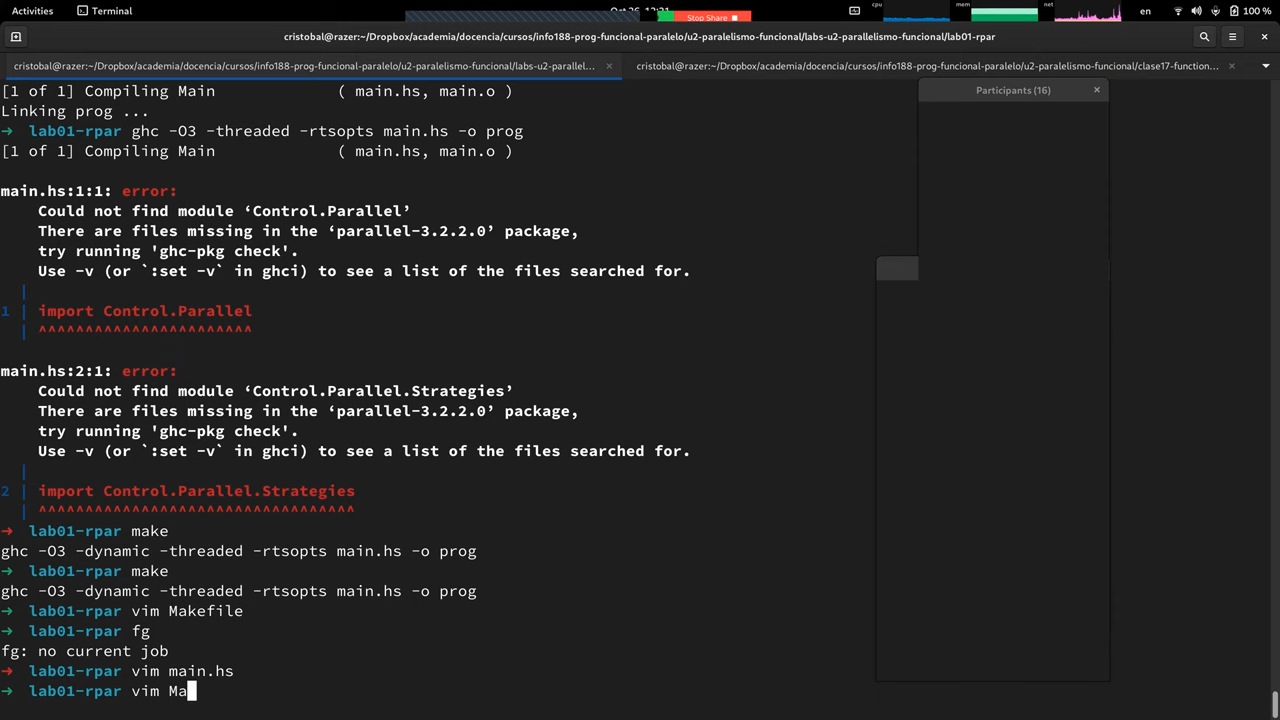 Activities
Terminal
Oct 26 12:21
Stop Share
cpu
mem
net
en
100 %
cristobal@razer:~/Dropbox/academia/docencia/cursos/info188-prog-funcional-paralelo/u2-paralelismo-funcional/labs-u2-parallelismo-funcional/lab01-rpar
cristobal@razer:~/Dropbox/academia/docencia/cursos/info188-prog-funcional-paralelo/u2-paralelismo-funcional/labs-u2-parallel...
cristobal@razer:~/Dropbox/academia/docencia/cursos/info188-prog-funcional-paralelo/u2-paralelismo-funcional/clase17-function...
Participants (16)
[1 of 1] Compiling Main             ( main.hs, main.o )
Linking prog ...
➜  lab01-rpar ghc -O3 -threaded -rtsopts main.hs -o prog
[1 of 1] Compiling Main             ( main.hs, main.o )
main.hs:1:1: error:
    Could not find module ‘Control.Parallel’
    There are files missing in the ‘parallel-3.2.2.0’ package,
    try running 'ghc-pkg check'.
    Use -v (or `:set -v` in ghci) to see a list of the files searched for.
  |
1 | import Control.Parallel
  | ^^^^^^^^^^^^^^^^^^^^^^^
main.hs:2:1: error:
    Could not find module ‘Control.Parallel.Strategies’
    There are files missing in the ‘parallel-3.2.2.0’ package,
    try running 'ghc-pkg check'.
    Use -v (or `:set -v` in ghci) to see a list of the files searched for.
  |
2 | import Control.Parallel.Strategies
  | ^^^^^^^^^^^^^^^^^^^^^^^^^^^^^^^^^^
➜  lab01-rpar make
ghc -O3 -dynamic -threaded -rtsopts main.hs -o prog
➜  lab01-rpar make
ghc -O3 -dynamic -threaded -rtsopts main.hs -o prog
➜  lab01-rpar vim Makefile
➜  lab01-rpar fg
fg: no current job
➜  lab01-rpar vim main.hs
➜  lab01-rpar vim Ma